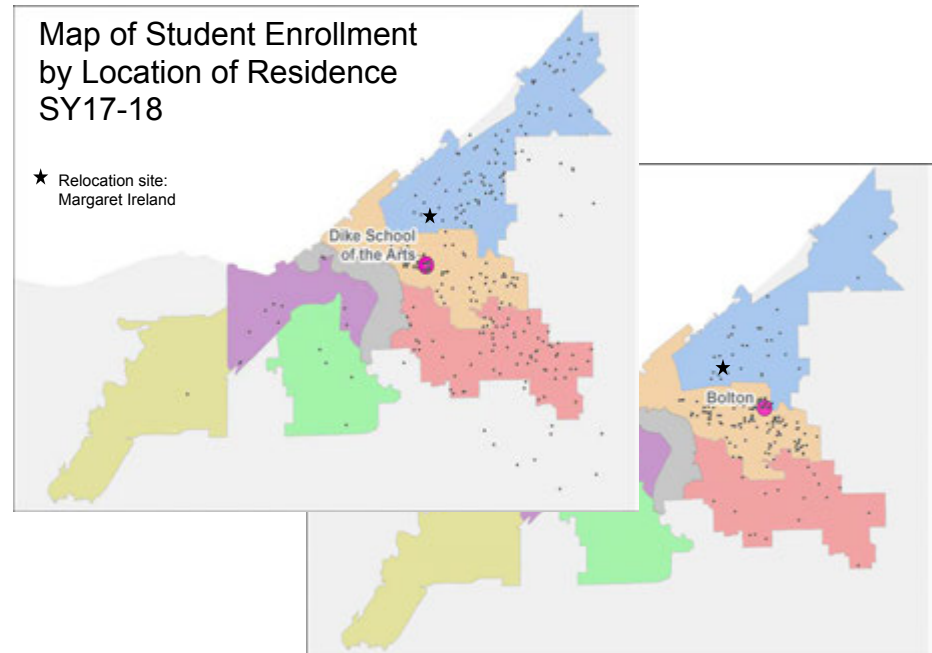 Map of Student Enrollment
by Location of Residence
SY17-18
Relocation site:
Margaret Ireland
Dike School
of the Arts
Bolton